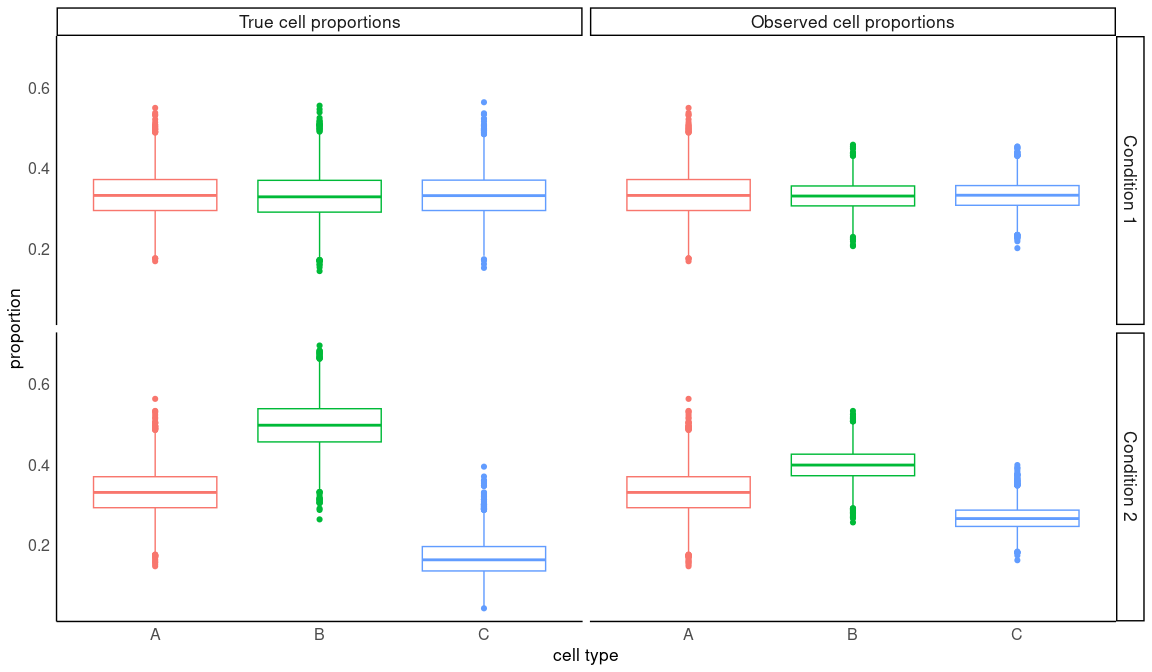 True cell proportions
Observed cell proportions
0.6
0.4
0.2
Condition 1
proportion
0.6
0.4
0.2
Condition 2
A
B
C
A
B
C
cell type